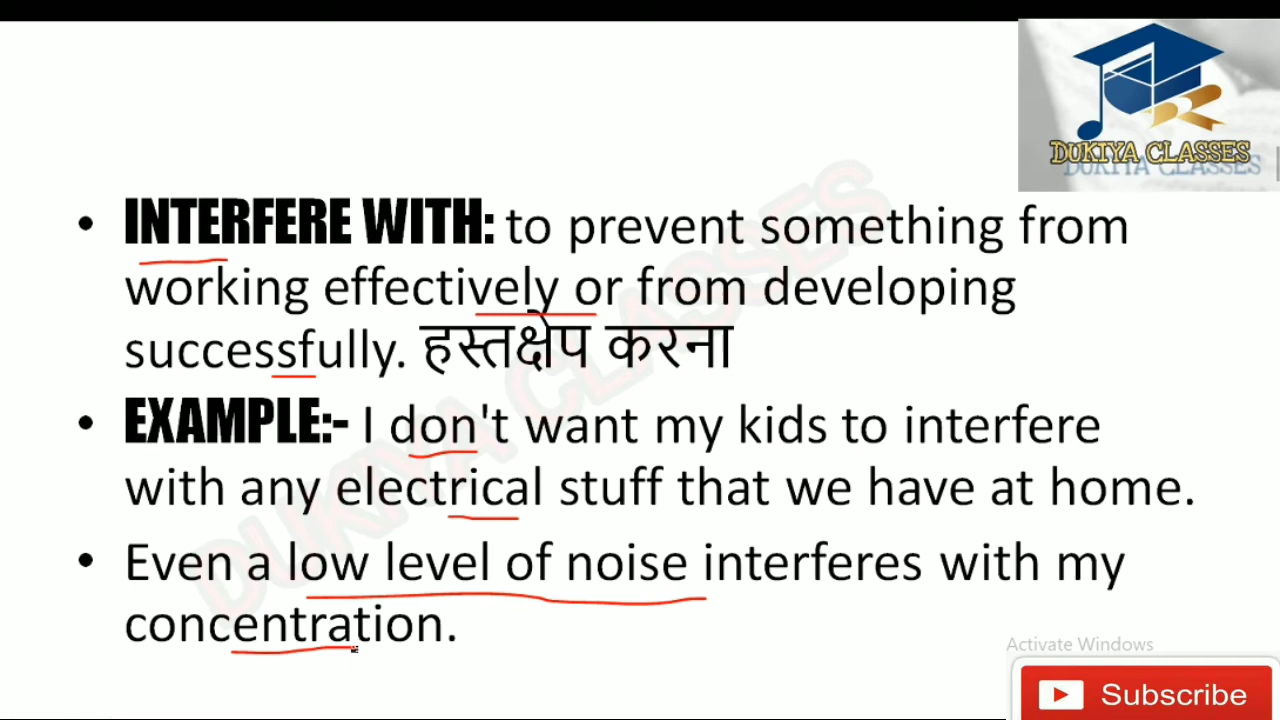 DUKIYA CLASSES
• INTERFERE WITH: to prevent something from
working effectively or from developing
successfully. हस्तक्षेप करना
• EXAMPLE:- I don't want my kids to interfere
with any electrical stuff that we have at home.
• Even a low level of noise interferes with my
concentration.
DUKIYA CLASSES
Activate Windows
Subscribe